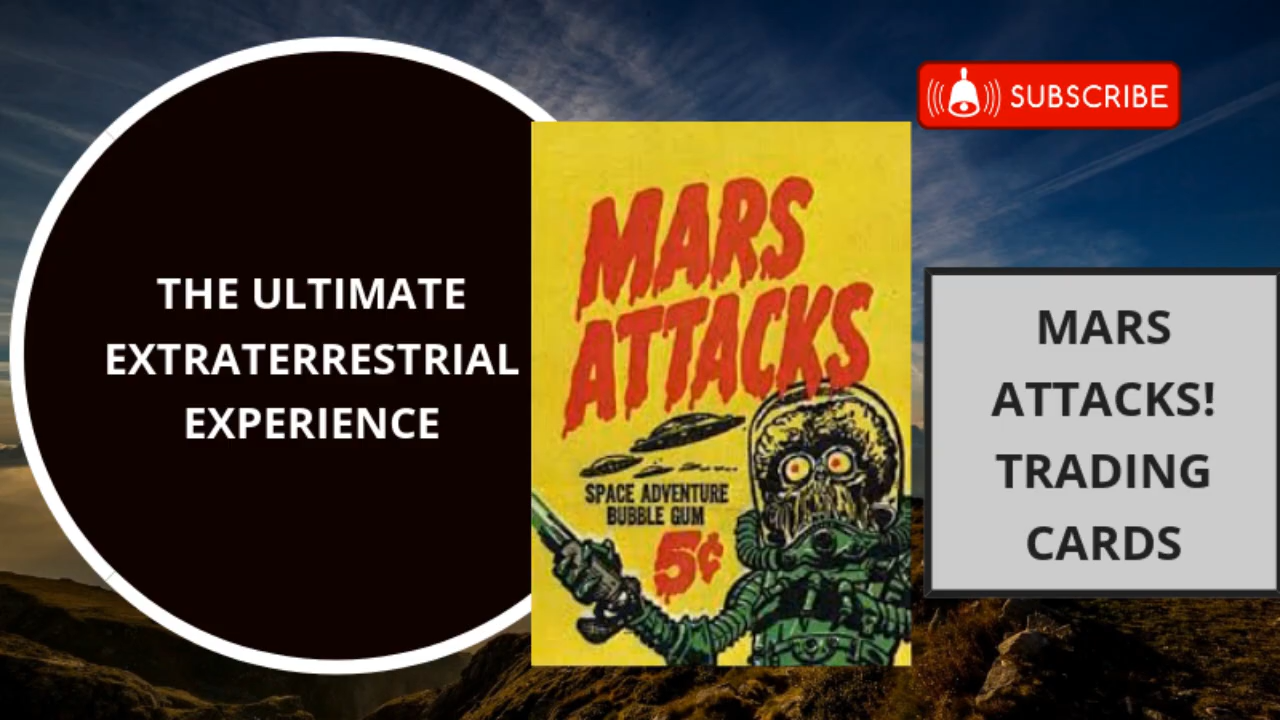 THE ULTIMATE
EXTRATERRESTRIAL
EXPERIENCE
MARS
ATTACKS
SPACE ADVENTURE
BUBBLE GUM
5¢
SUBSCRIBE
MARS
ATTACKS!
TRADING
CARDS